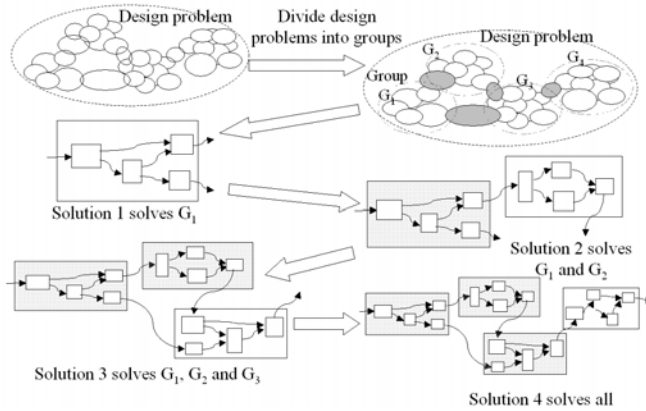 Design problem
Divide design
problems into groups
Design problem
G2
G1
Group
G3
G1
Solution 1 solves G1
Solution 2 solves
G1 and G2
Solution 3 solves G1, G2 and G3
Solution 4 solves all